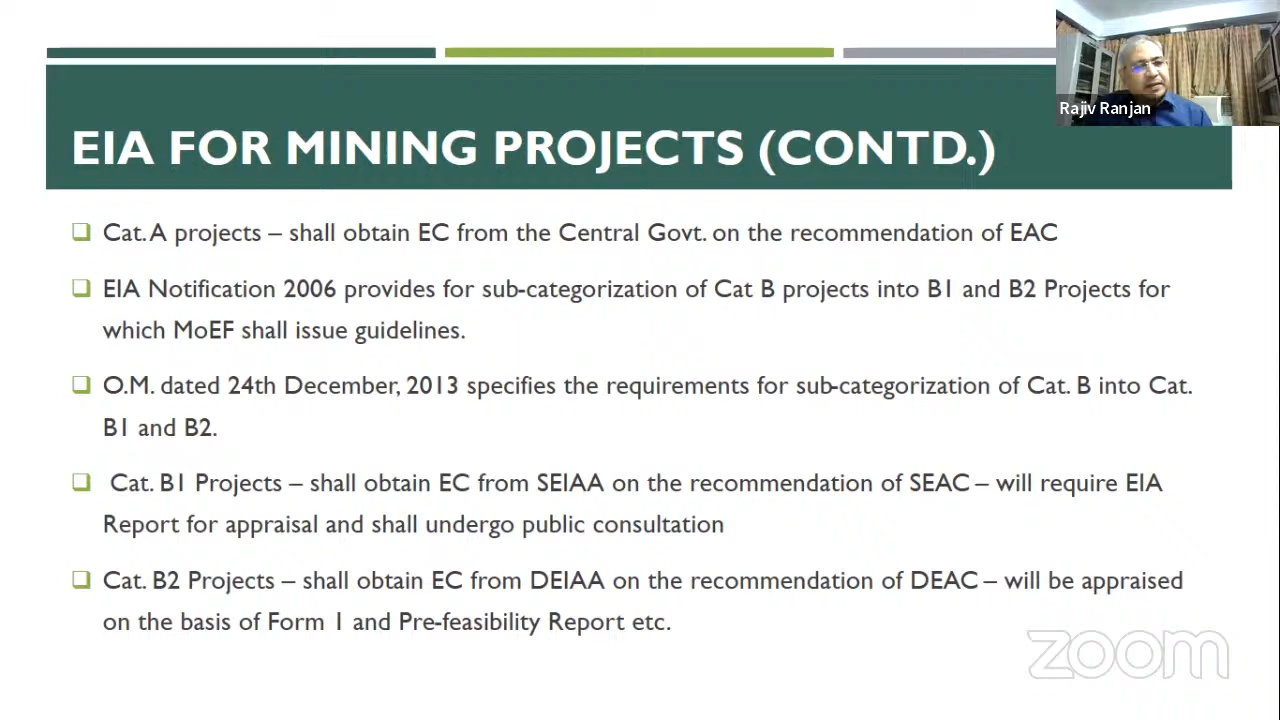 Rajiv Ranjan
EIA FOR MINING PROJECTS (CONTD.)
Cat. A projects – shall obtain EC from the Central Govt. on the recommendation of EAC
EIA Notification 2006 provides for sub-categorization of Cat B projects into B1 and B2 Projects for
which MoEF shall issue guidelines.
O.M. dated 24th December, 2013 specifies the requirements for sub-categorization of Cat. B into Cat.
B1 and B2.
Cat. B1 Projects – shall obtain EC from SEIAA on the recommendation of SEAC – will require EIA
Report for appraisal and shall undergo public consultation
Cat. B2 Projects – shall obtain EC from DEIAA on the recommendation of DEAC – will be appraised
on the basis of Form 1 and Pre-feasibility Report etc.
zoom